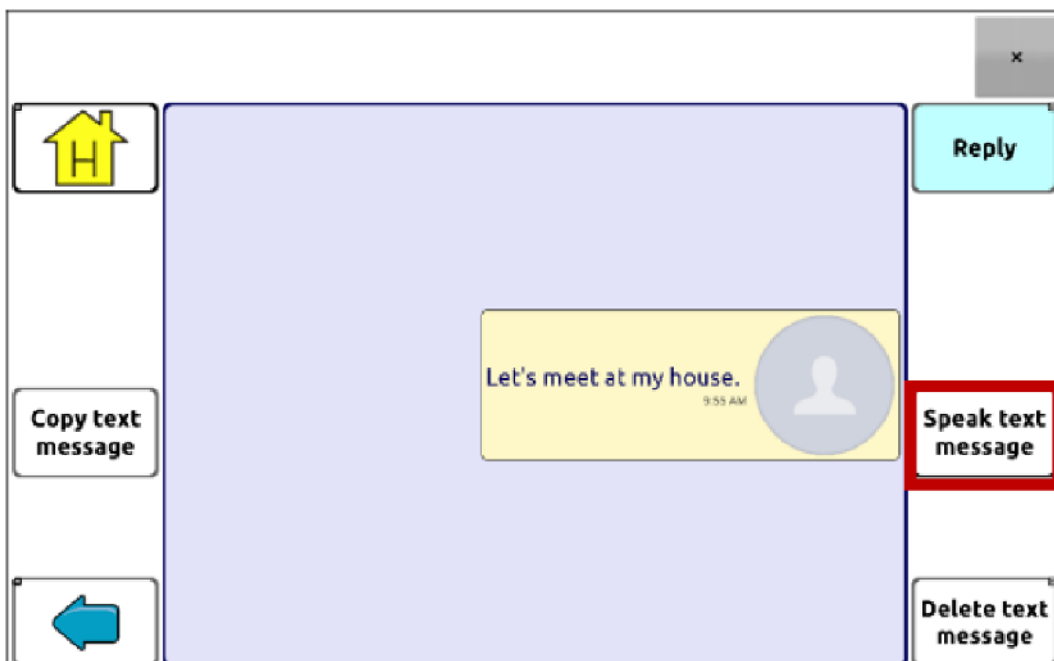 ×
H
Reply
Let's meet at my house.
9:55 AM
Copy text
message
Speak text
message
Delete text
message